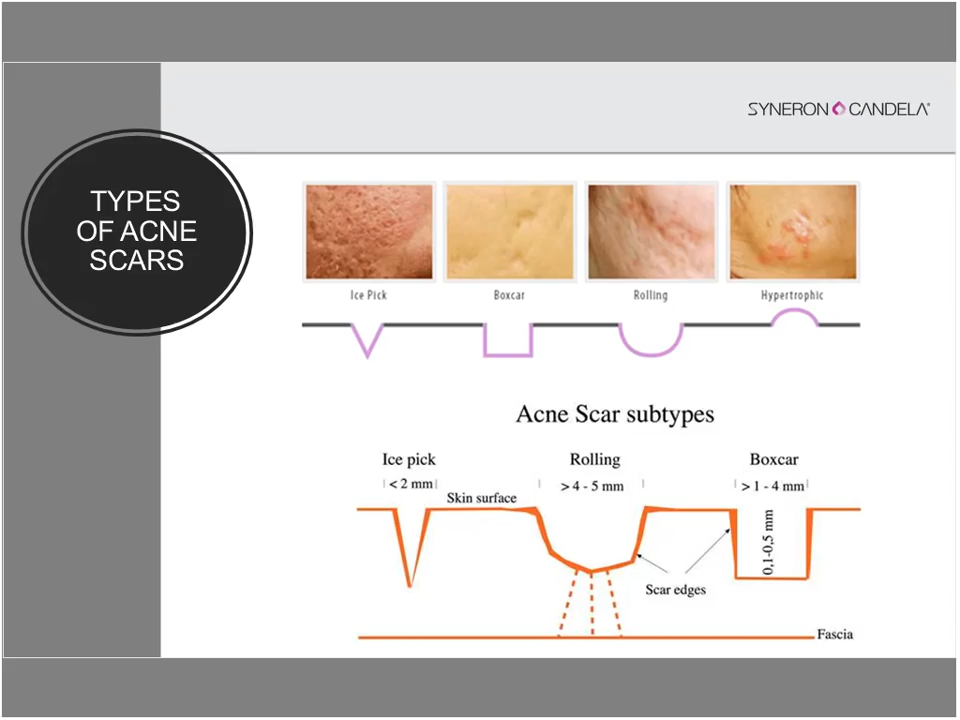 SYNERON CANDELA®
TYPES
OF ACNE
SCARS
Ice Pick
Boxcar
Rolling
Hypertrophic
Acne Scar subtypes
Ice pick
Rolling
Boxcar
< 2 mm
> 4 - 5 mm
> 1 - 4 mm
Skin surface
0,1-0,5 mm
Scar edges
Fascia